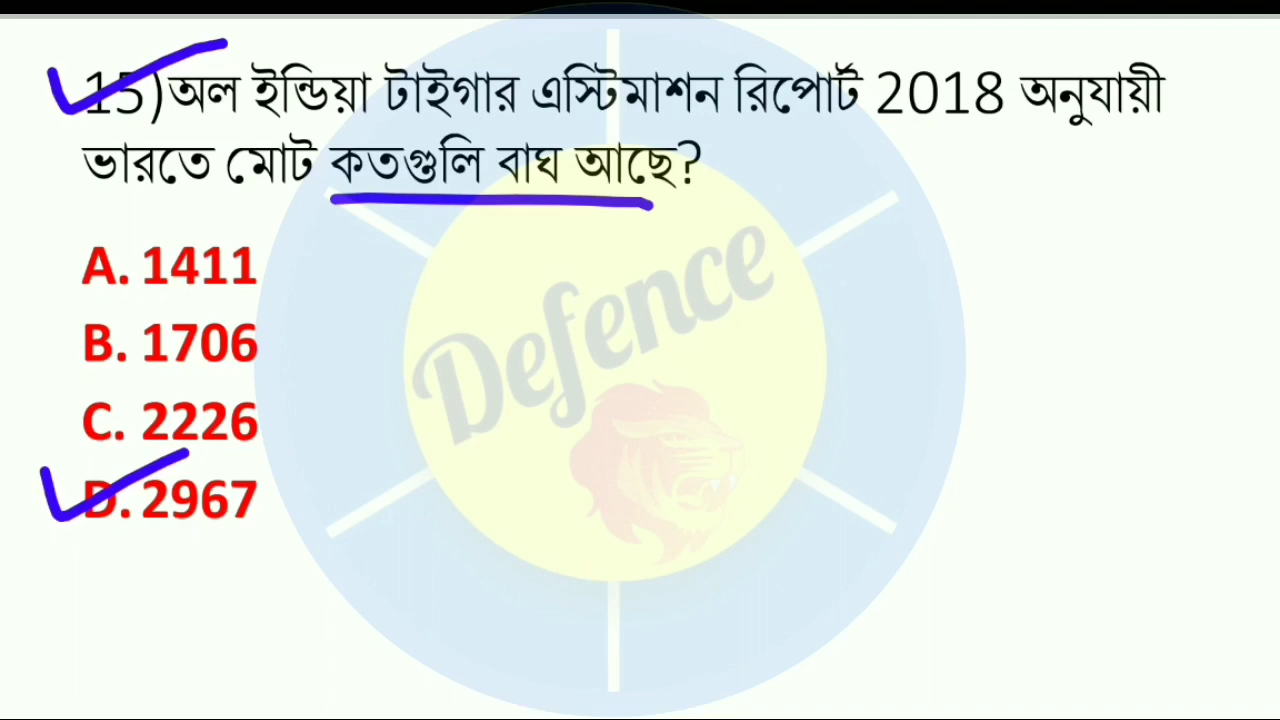 15)অল ইন্ডিয়া টাইগার এস্টিমাশন রিপোর্ট 2018 অনুযায়ী
ভারতে মোট কতগুলি বাঘ আছে?
A. 1411
B. 1706
C. 2226
D. 2967
Defence